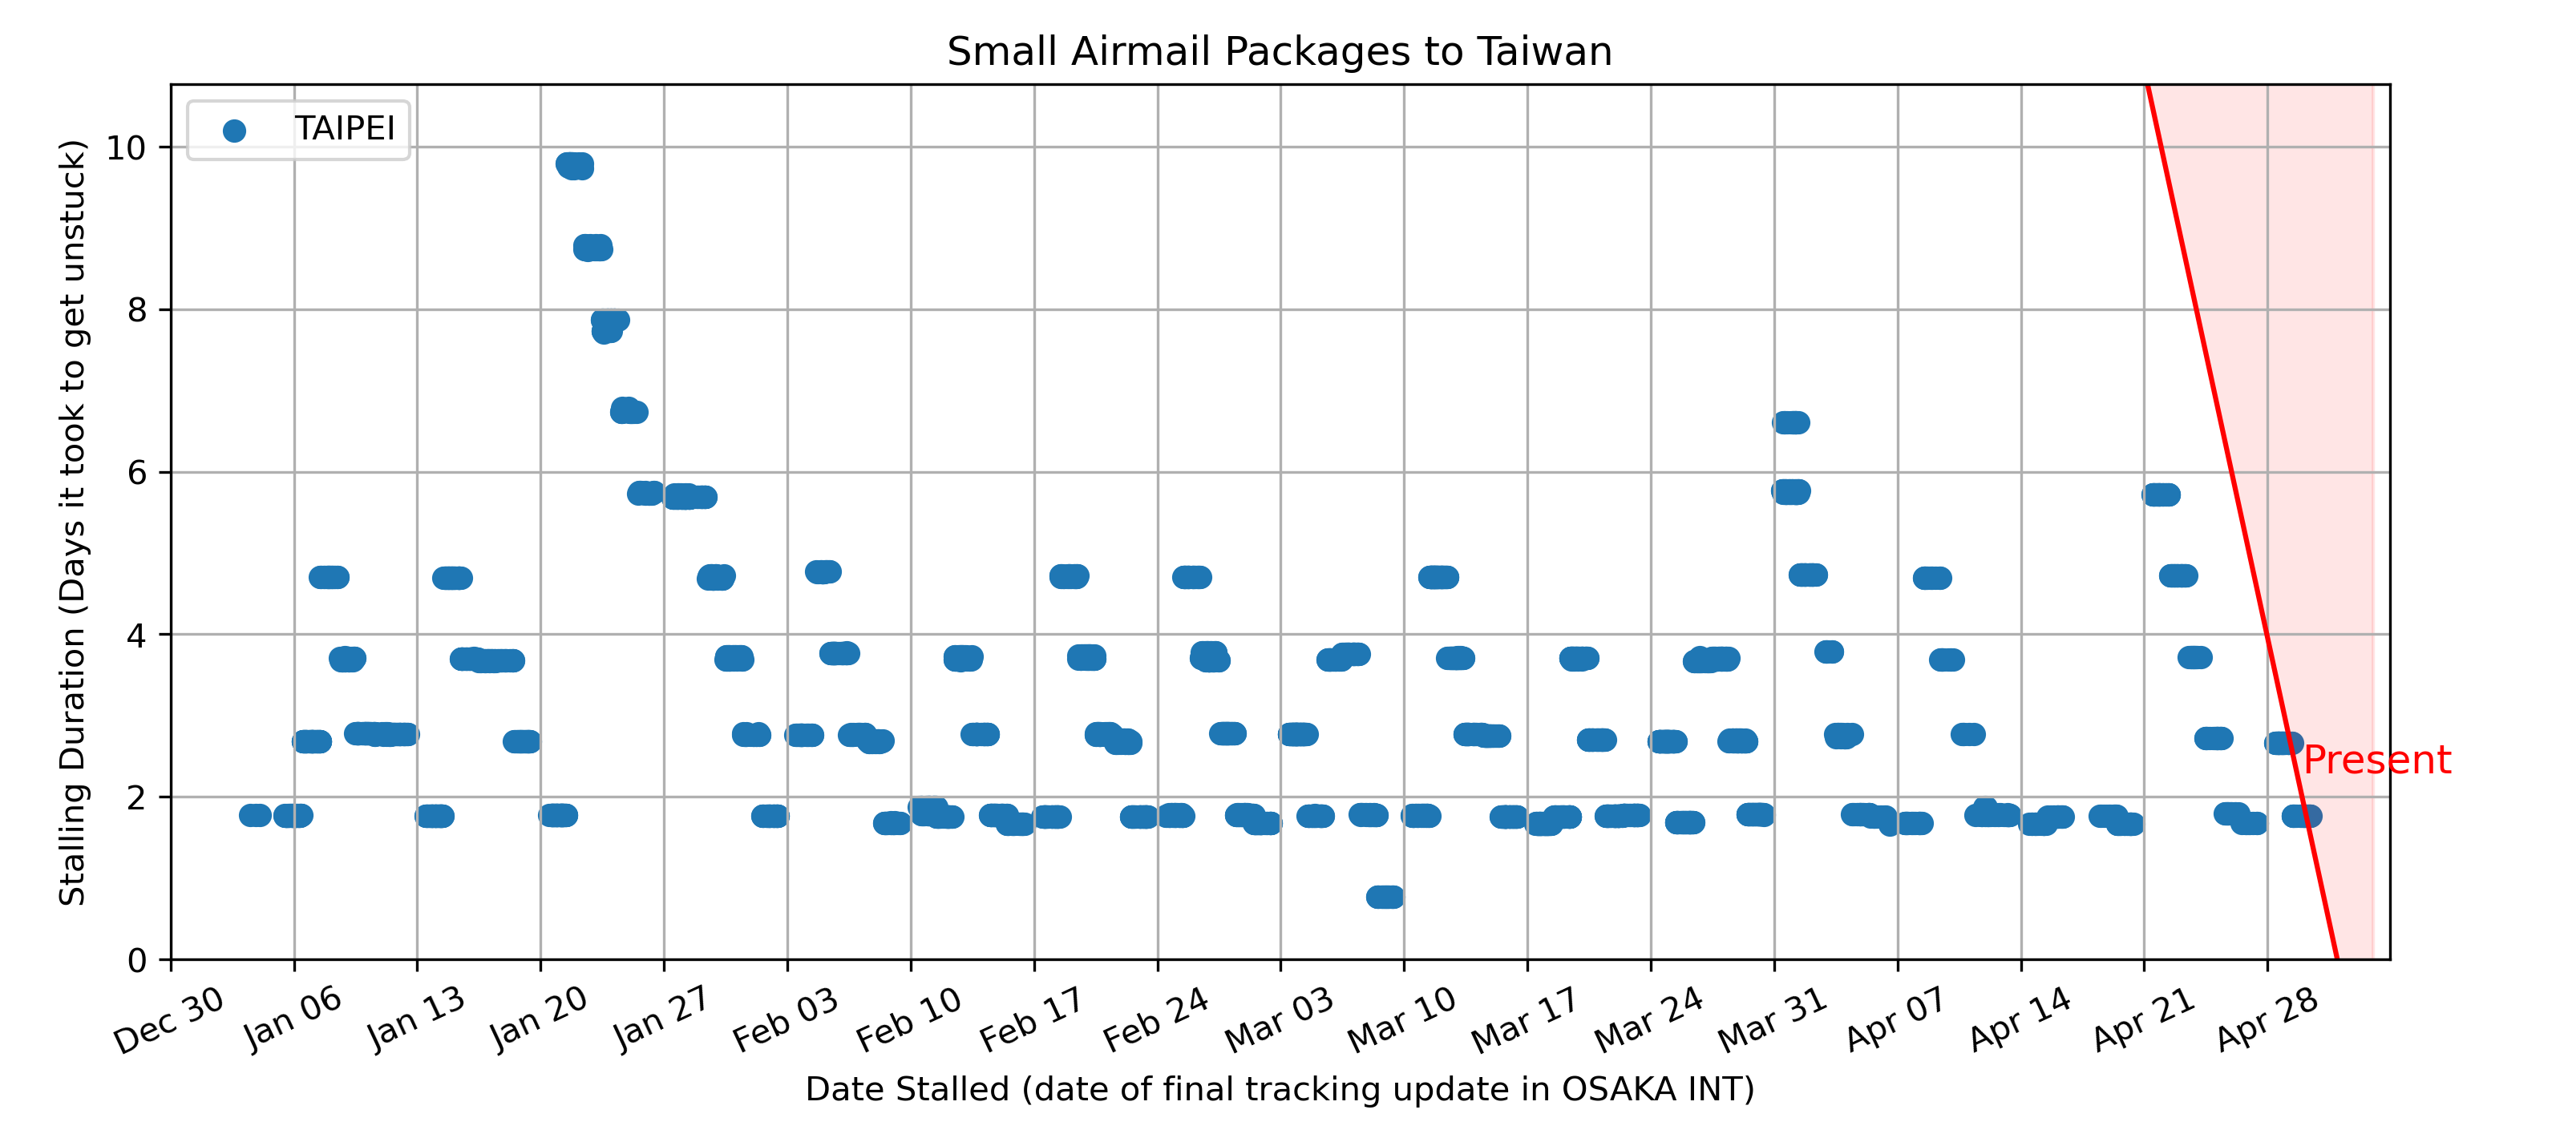 Small Airmail Packages to Taiwan
TAIPEI
Stalling Duration (Days it took to get unstuck)
10
8
6
4
2
0
Present
Dec 30
Jan 06
Jan 13
Jan 20
Jan 27
Feb 03
Feb 10
Feb 17
Feb 24
Mar 03
Mar 10
Mar 17
Mar 24
Mar 31
Apr 07
Apr 14
Apr 21
Apr 28
Date Stalled (date of final tracking update in OSAKA INT)